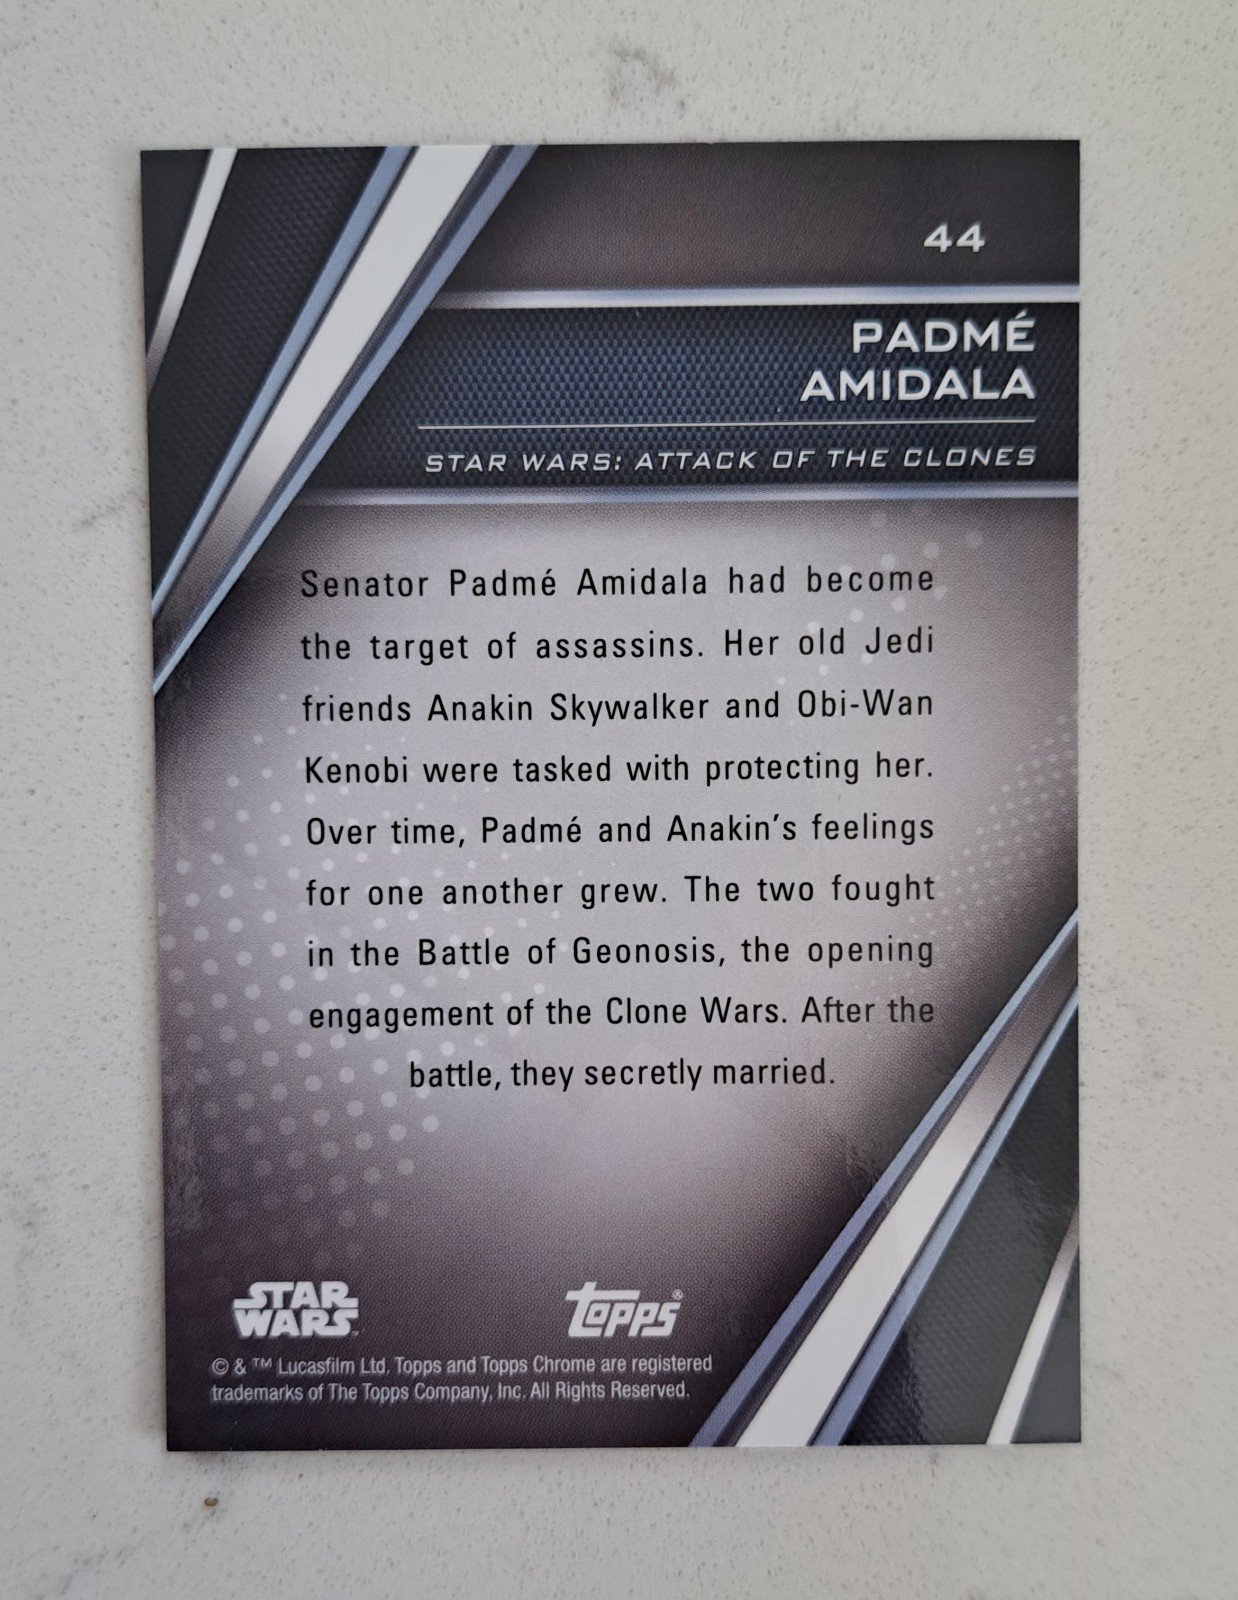 44
PADMÉ
AMIDALA
STAR WARS: ATTACK OF THE CLONES
Senator Padmé Amidala had become
the target of assassins. Her old Jedi
friends Anakin Skywalker and Obi-Wan
Kenobi were tasked with protecting her.
Over time, Padmé and Anakin's feelings
for one another grew. The two fought
in the Battle of Geonosis, the opening
engagement of the Clone Wars. After the
battle, they secretly married.
STAR
WARS™
Topps®
© & ™ Lucasfilm Ltd. Topps and Topps Chrome are registered
trademarks of The Topps Company, Inc. All Rights Reserved.